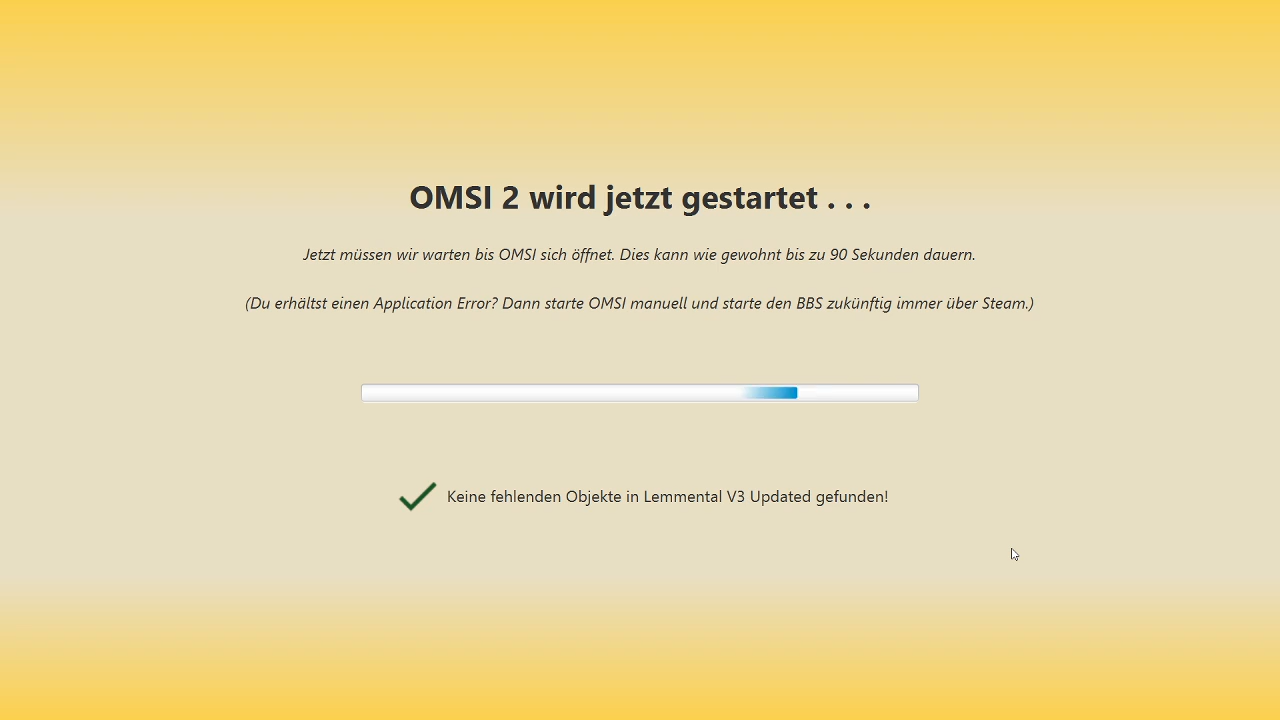 OMSI 2 wird jetzt gestartet . . .
Jetzt müssen wir warten bis OMSI sich öffnet. Dies kann wie gewohnt bis zu 90 Sekunden dauern.
(Du erhältst einen Application Error? Dann starte OMSI manuell und starte den BBS zukünftig immer über Steam.)
Keine fehlenden Objekte in Lemmental V3 Updated gefunden!